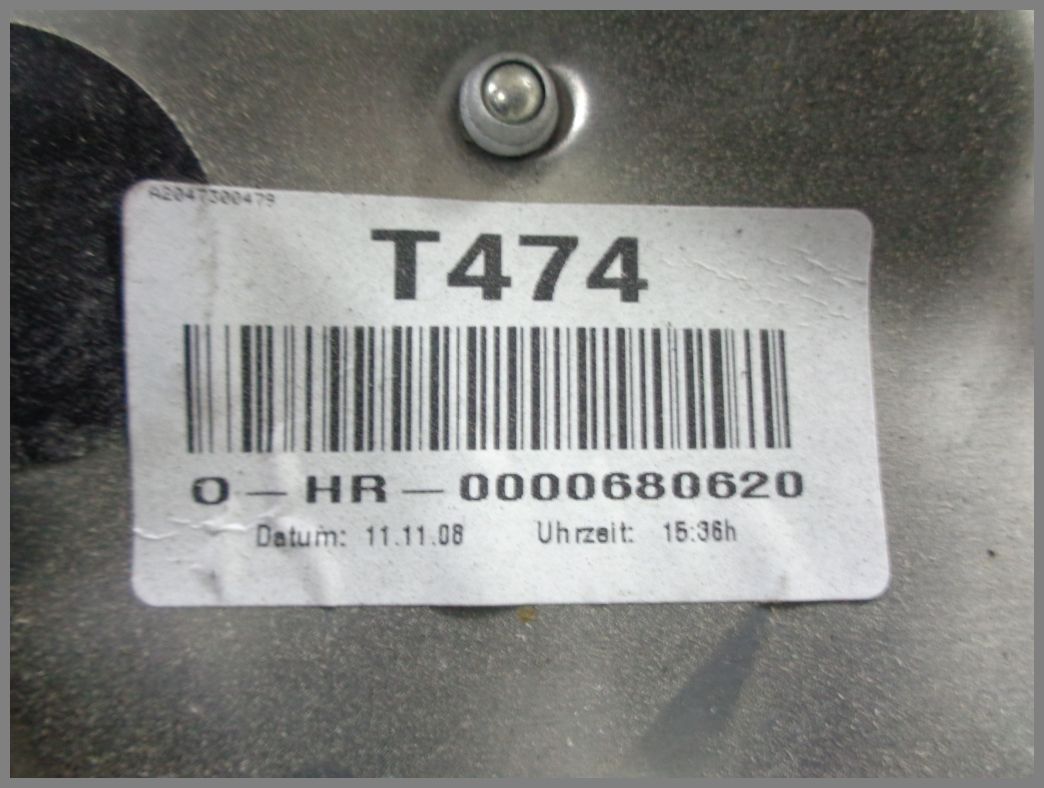 A2047300479
T474
O-HR-0000680620
Datum: 11.11.08 Uhrzeit: 15:36h